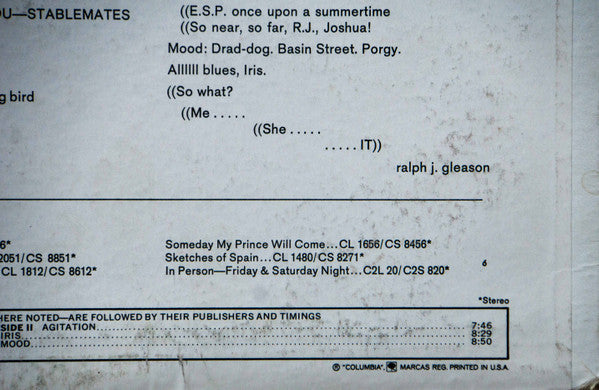 U—STABLEMATES
((E.S.P. once upon a summertime
((So near, so far, R.J., Joshua!
Mood: Drad-dog. Basin Street. Porgy.
Allllll blues, Iris.
g bird
((So what?
((Me . . . . .
((She . . . . .
. . . . . IT))
ralph j. gleason
6*
2051/CS 8851*
CL 1812/CS 8612*
Someday My Prince Will Come...CL 1656/CS 8456*
Sketches of Spain...CL 1480/CS 8271*
In Person—Friday & Saturday Night...C2L 20/C2S 820*
6
*Stereo
HERE NOTED—ARE FOLLOWED BY THEIR PUBLISHERS AND TIMINGS
SIDE II AGITATION 7:46
IRIS 8:29
MOOD 8:50
® "COLUMBIA", MARCAS REG. PRINTED IN U.S.A.